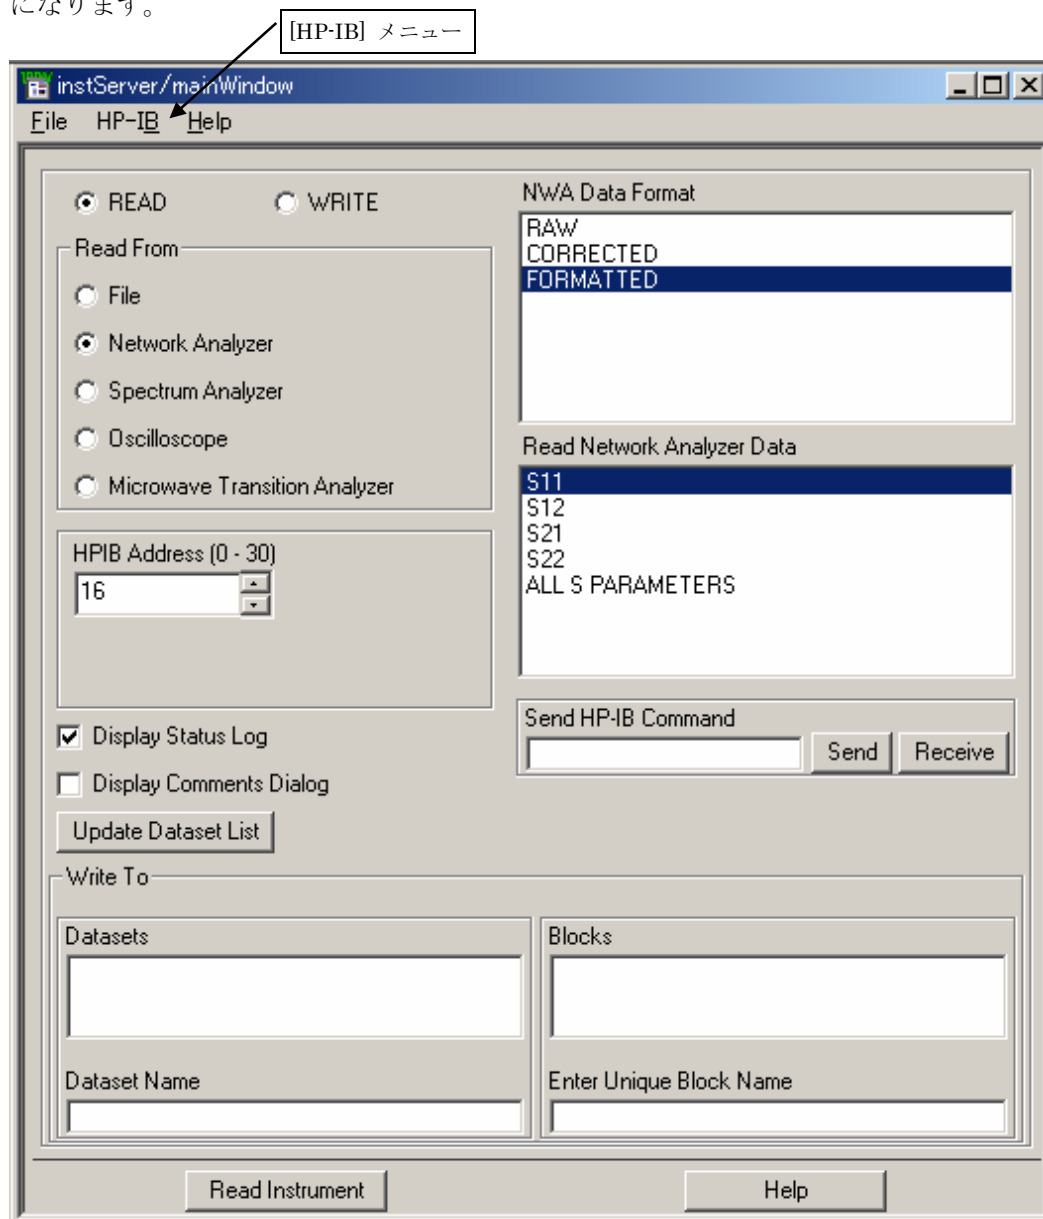 になります。
[HP-IB] メニュー
instServer/mainWindow
File HP-IB Help
READ WRITE
Read From
File
Network Analyzer
Spectrum Analyzer
Oscilloscope
Microwave Transition Analyzer
HPIB Address (0 - 30)
16
Display Status Log
Display Comments Dialog
Update Dataset List
NWA Data Format
RAW
CORRECTED
FORMATTED
Read Network Analyzer Data
S11
S12
S21
S22
ALL S PARAMETERS
Send HP-IB Command
Send Receive
Write To
Datasets
Dataset Name
Blocks
Enter Unique Block Name
Read Instrument Help